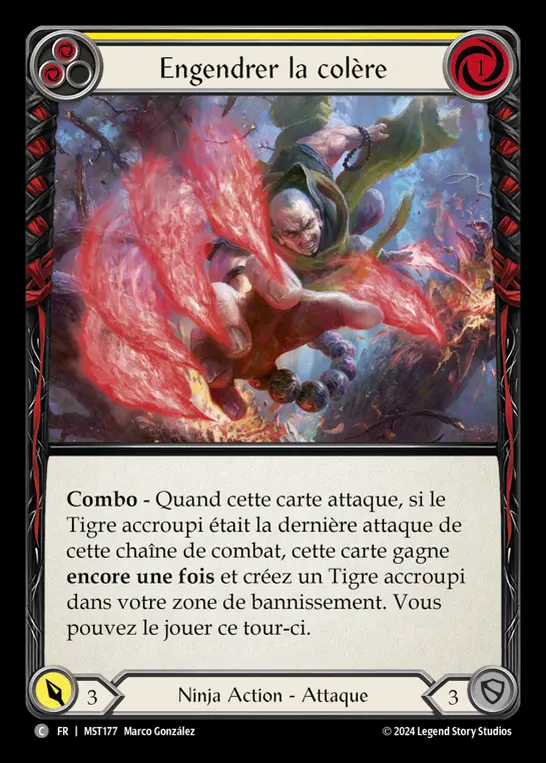 Engendrer la colère
1
Combo - Quand cette carte attaque, si le
Tigre accroupi était la dernière attaque de
cette chaîne de combat, cette carte gagne
encore une fois et créez un Tigre accroupi
dans votre zone de bannissement. Vous
pouvez le jouer ce tour-ci.
3
Ninja Action - Attaque
3
C FR | MST177 Marco González
© 2024 Legend Story Studios